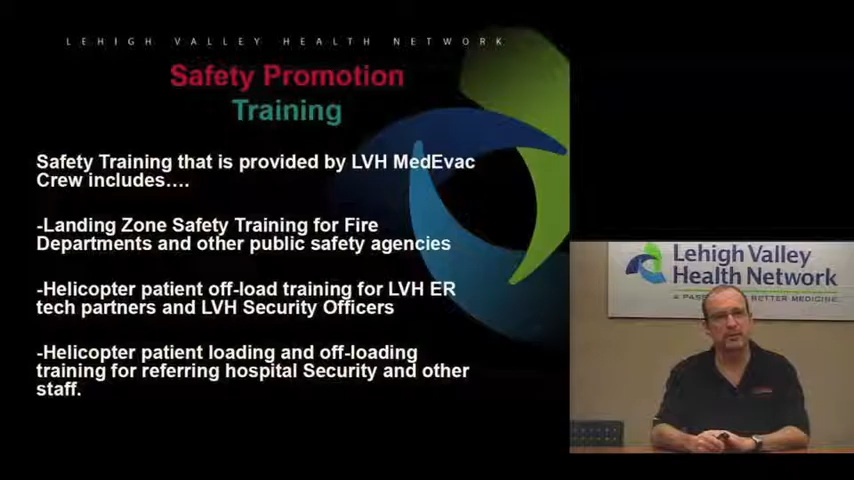 LEHIGH VALLEY HEALTH NETWORK
Safety Promotion
Training
Safety Training that is provided by LVH MedEvac
Crew includes....
-Landing Zone Safety Training for Fire
Departments and other public safety agencies
-Helicopter patient off-load training for LVH ER
tech partners and LVH Security Officers
-Helicopter patient loading and off-loading
training for referring hospital Security and other
staff.
Lehigh Valley
Health Network
BETTER MEDICINE.